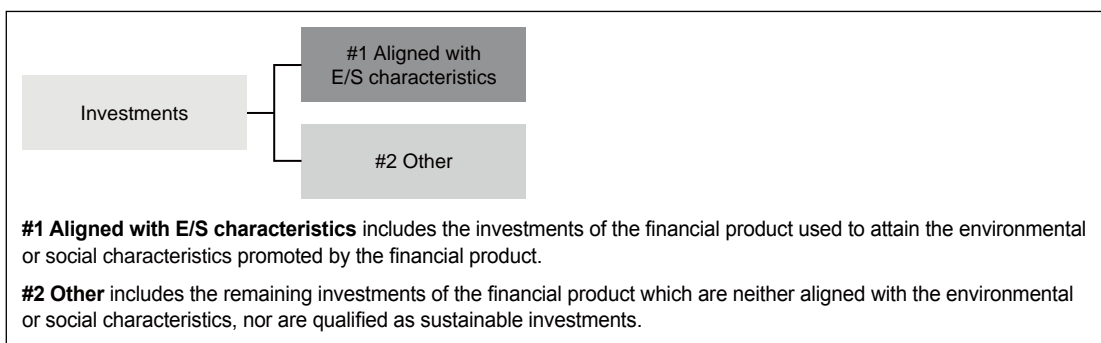 #1 Aligned with
E/S characteristics
Investments
#2 Other
#1 Aligned with E/S characteristics includes the investments of the financial product used to attain the environmental
or social characteristics promoted by the financial product.
#2 Other includes the remaining investments of the financial product which are neither aligned with the environmental
or social characteristics, nor are qualified as sustainable investments.